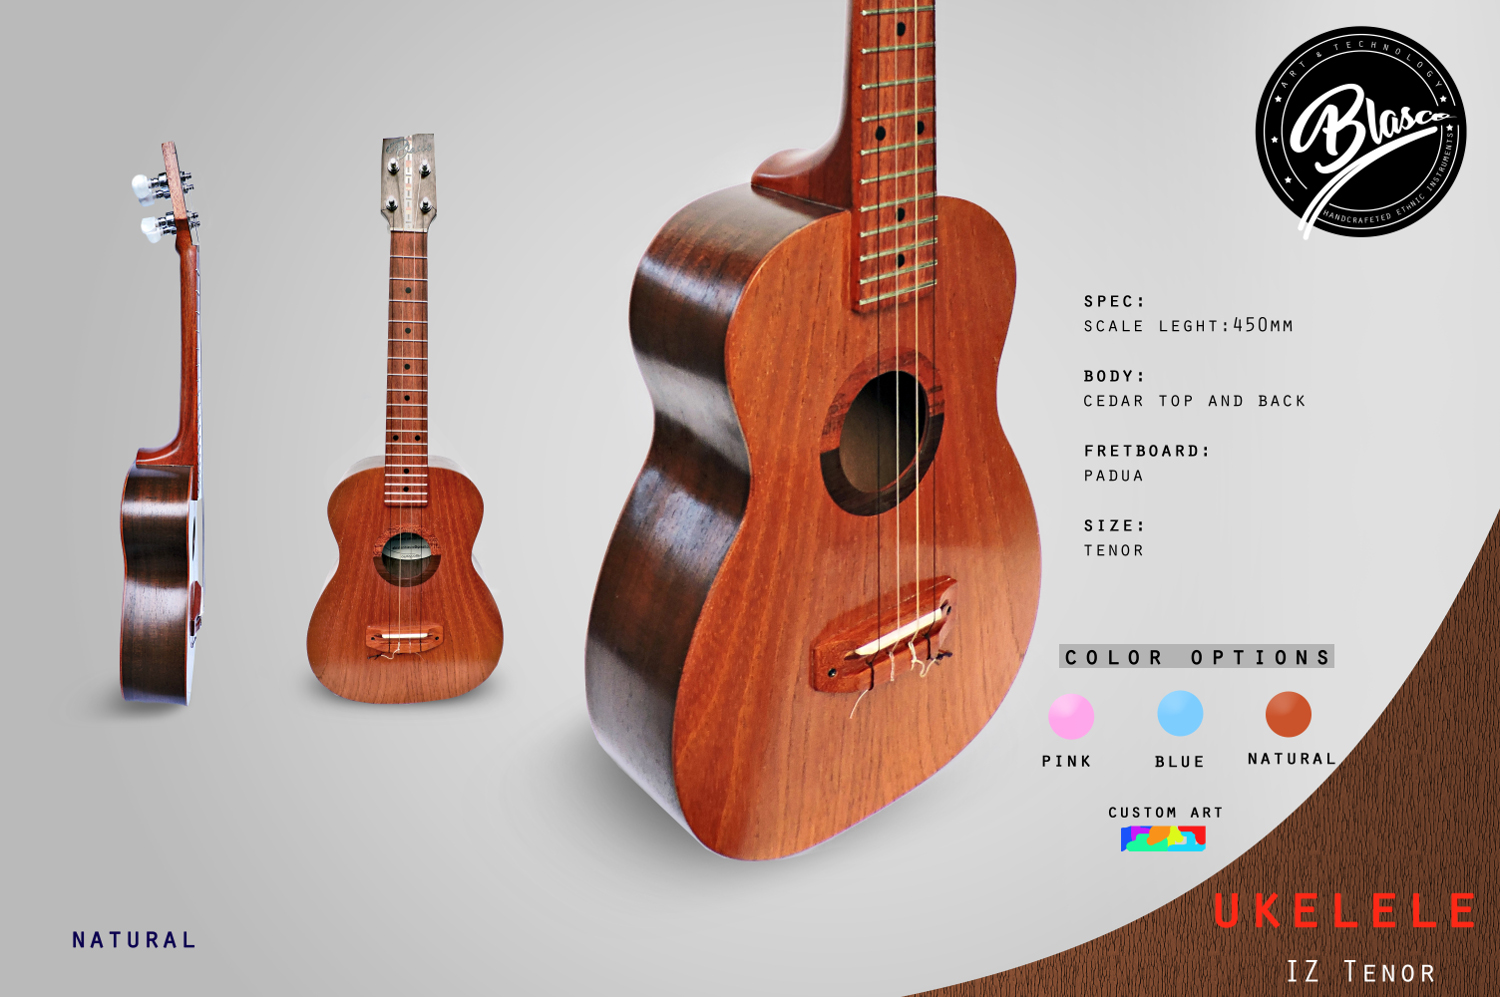 ART & TECHNOLOGY
Blasco
HANDCRAFETED ETHNIC INSTRUMENTS
SPEC:
SCALE LEGHT:450MM
BODY:
CEDAR TOP AND BACK
FRETBOARD:
PADUA
SIZE:
TENOR
COLOR OPTIONS
PINK
BLUE
NATURAL
CUSTOM ART
UKELELE
IZ TENOR
NATURAL